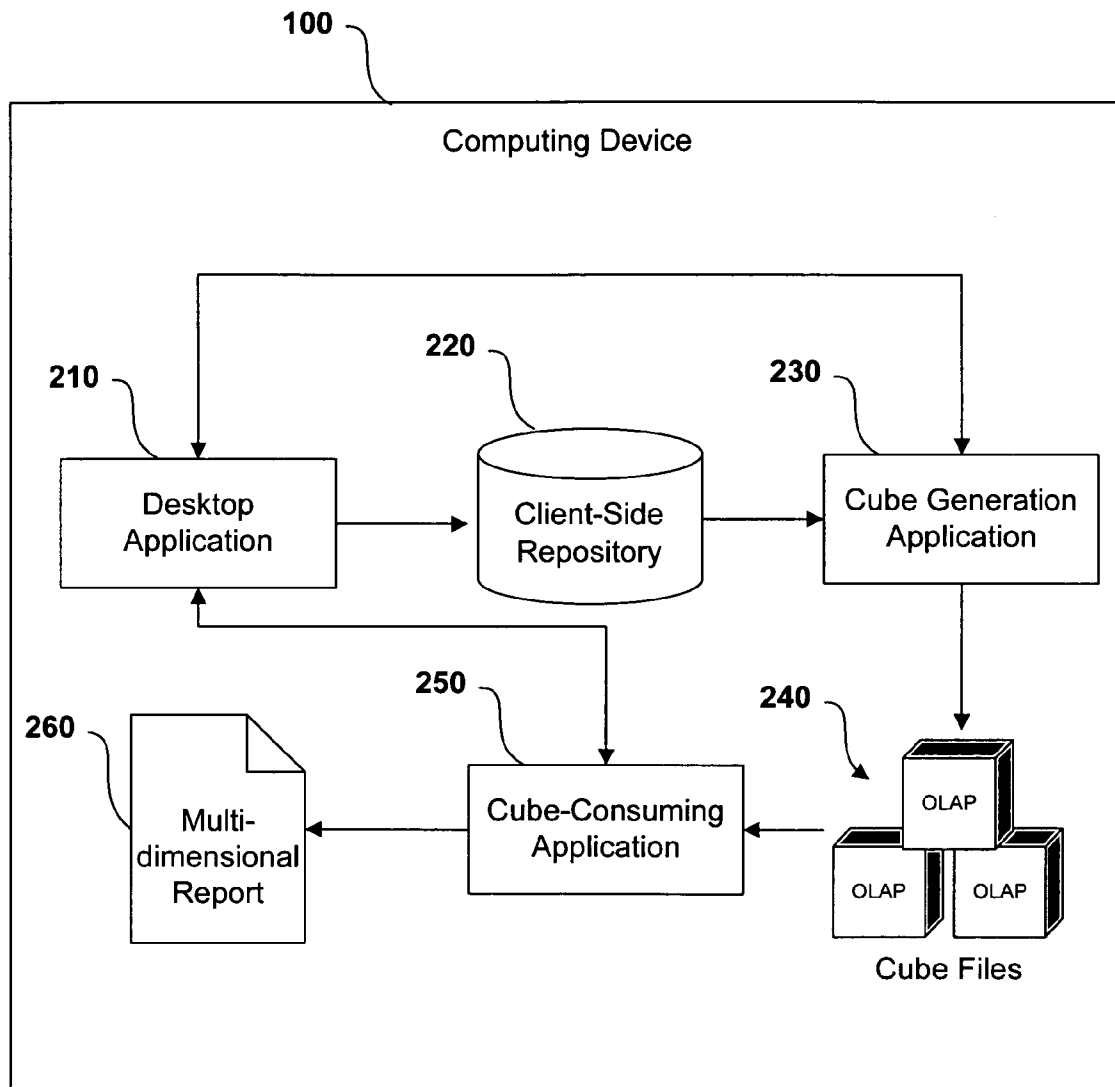 100
Computing Device
210
220
230
Desktop
Application
Client-Side
Repository
Cube Generation
Application
260
250
240
Multi-
dimensional
Report
Cube-Consuming
Application
OLAP
OLAP
OLAP
Cube Files